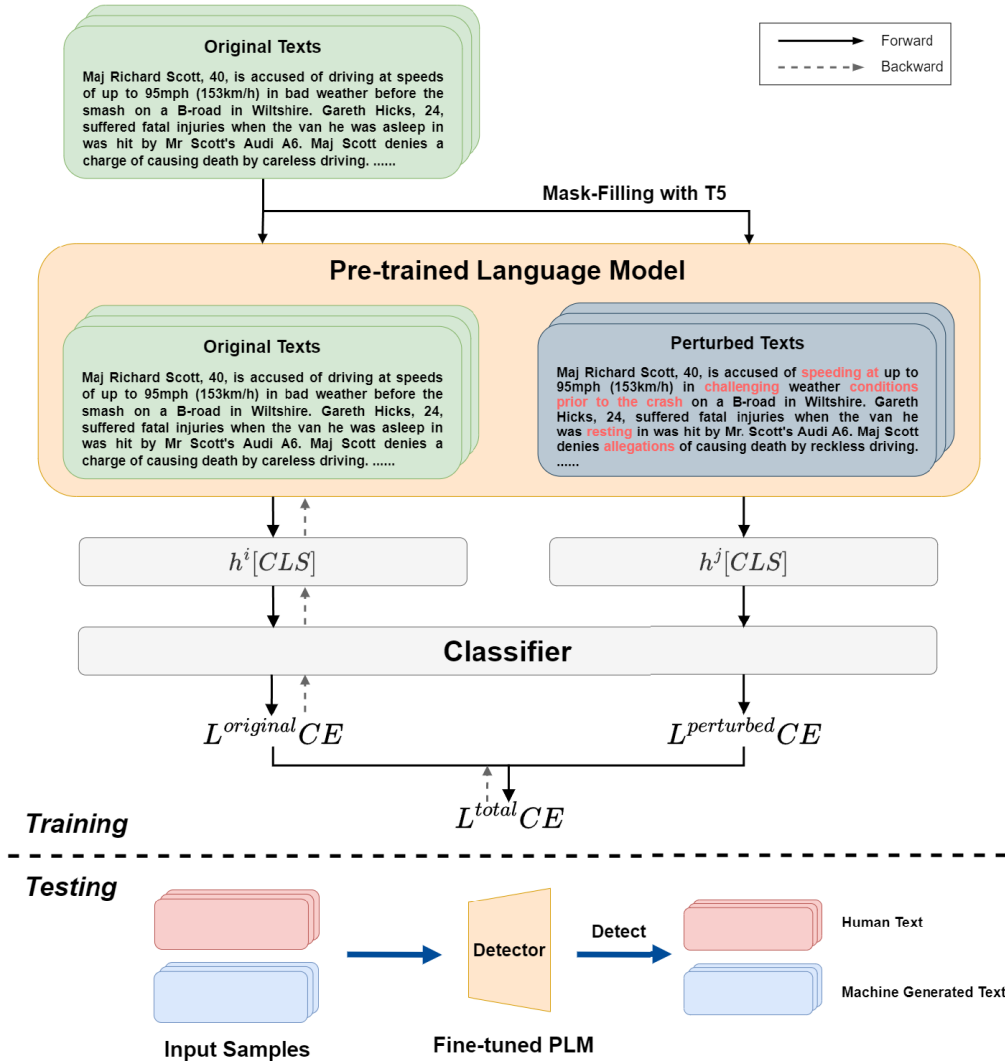 Original Texts
Maj Richard Scott, 40, is accused of driving at speeds
of up to 95mph (153km/h) in bad weather before the
smash on a B-road in Wiltshire. Gareth Hicks, 24,
suffered fatal injuries when the van he was asleep in
was hit by Mr Scott's Audi A6. Maj Scott denies a
charge of causing death by careless driving. ......
Forward
Backward
Mask-Filling with T5
Pre-trained Language Model
Original Texts
Maj Richard Scott, 40, is accused of driving at speeds
of up to 95mph (153km/h) in bad weather before the
smash on a B-road in Wiltshire. Gareth Hicks, 24,
suffered fatal injuries when the van he was asleep in
was hit by Mr Scott's Audi A6. Maj Scott denies a
charge of causing death by careless driving. ......
Perturbed Texts
Maj Richard Scott, 40, is accused of speeding at up to
95mph (153km/h) in challenging weather conditions
prior to the crash on a B-road in Wiltshire. Gareth
Hicks, 24, suffered fatal injuries when the van he
was resting in was hit by Mr. Scott's Audi A6. Maj Scott
denies allegations of causing death by reckless driving.
......
h^i[CLS]
h^j[CLS]
Classifier
L^{original}CE
L^{perturbed}CE
L^{total}CE
Training
Testing
Detector
Detect
Human Text
Machine Generated Text
Input Samples
Fine-tuned PLM